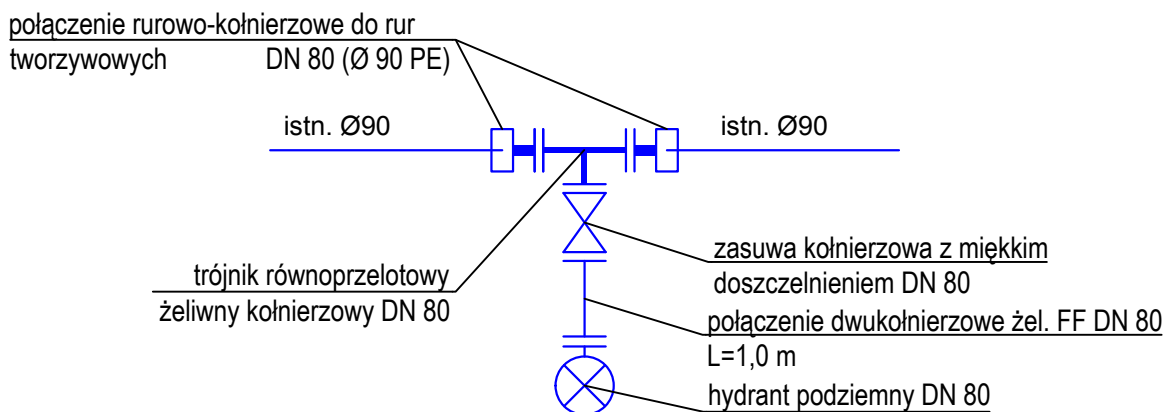 połączenie rurowo-kołnierzowe do rur
tworzywowych DN 80 (Ø 90 PE)
istn. Ø90
istn. Ø90
zasuwa kołnierzowa z miękkim
doszczelnieniem DN 80
trójnik równoprzelotowy
żeliwny kołnierzowy DN 80
połączenie dwukołnierzowe żel. FF DN 80
L=1,0 m
hydrant podziemny DN 80